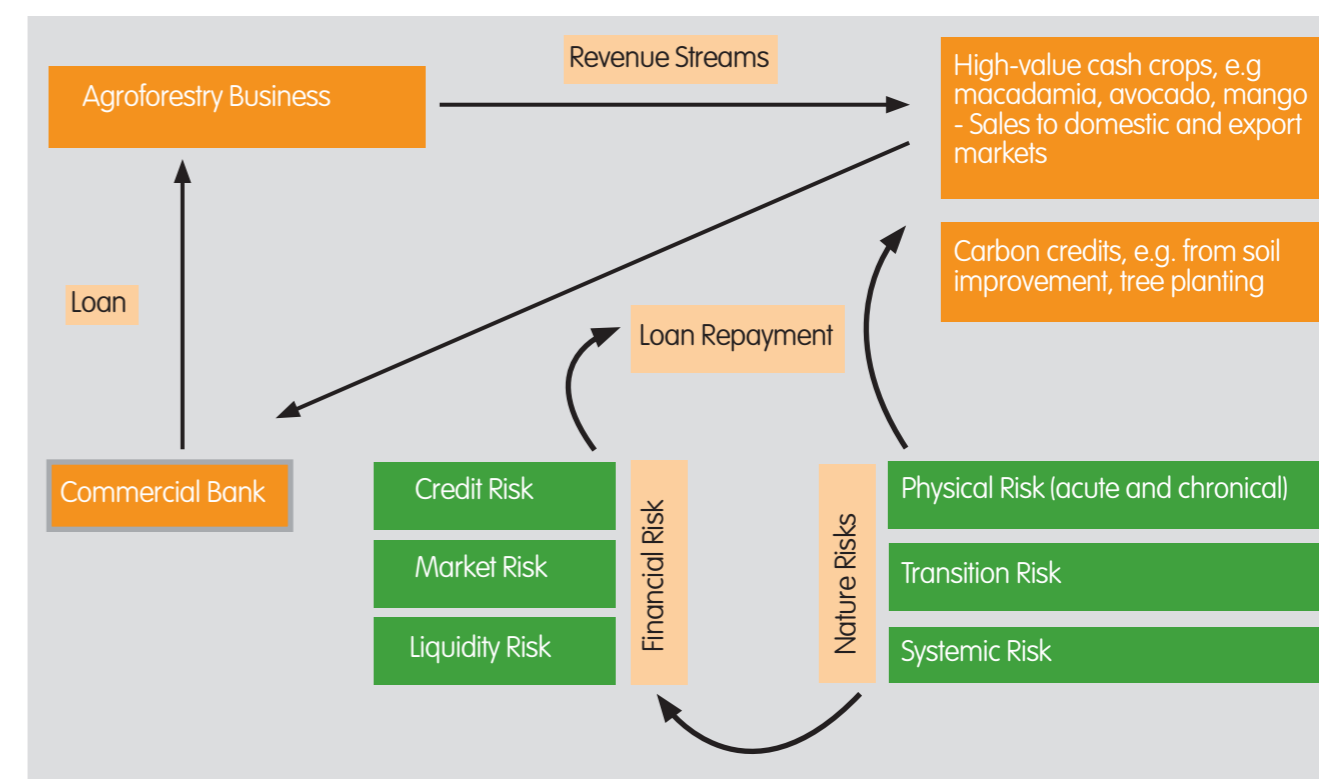 Revenue Streams
Agroforestry Business
High-value cash crops, e.g
macadamia, avocado, mango
- Sales to domestic and export
markets
Carbon credits, e.g. from soil
improvement, tree planting
Loan
Loan Repayment
Commercial Bank
Credit Risk
Market Risk
Liquidity Risk
Financial Risk
Nature Risks
Physical Risk (acute and chronical)
Transition Risk
Systemic Risk